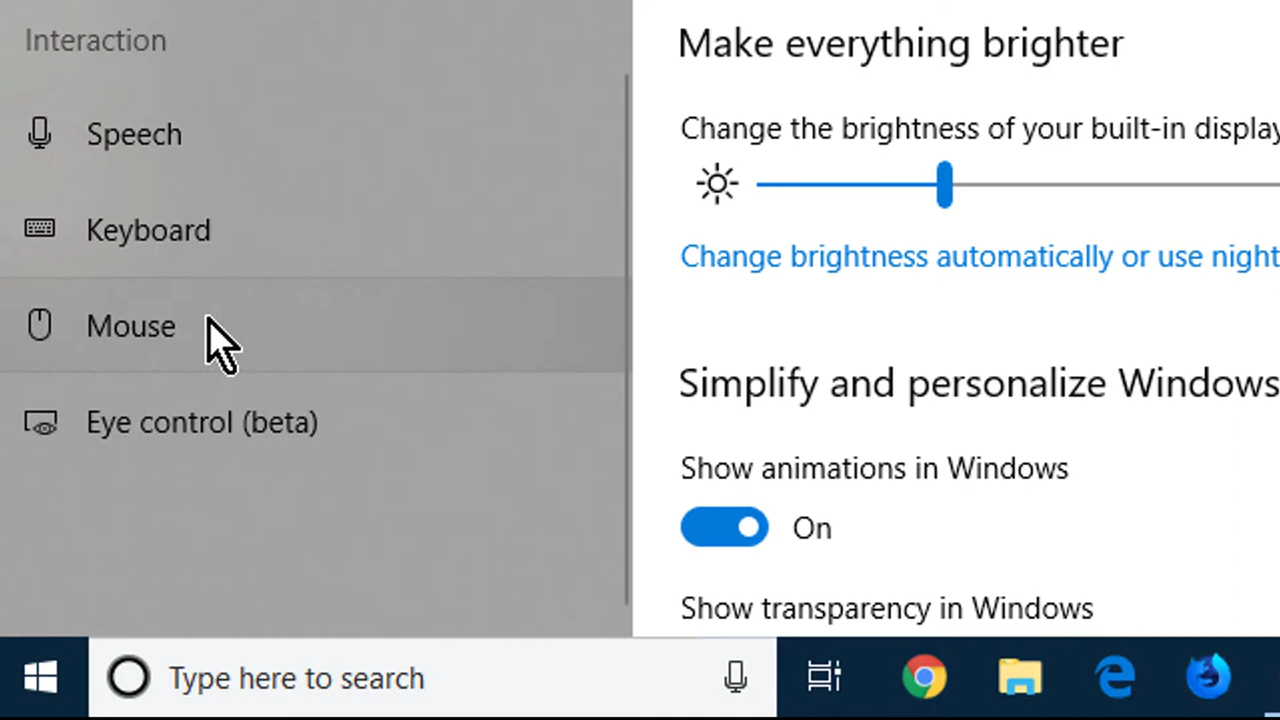 Interaction
Speech
Keyboard
Mouse
Eye control (beta)
Make everything brighter
Change the brightness of your built-in display
Change brightness automatically or use night
Simplify and personalize Windows
Show animations in Windows
On
Show transparency in Windows
Type here to search